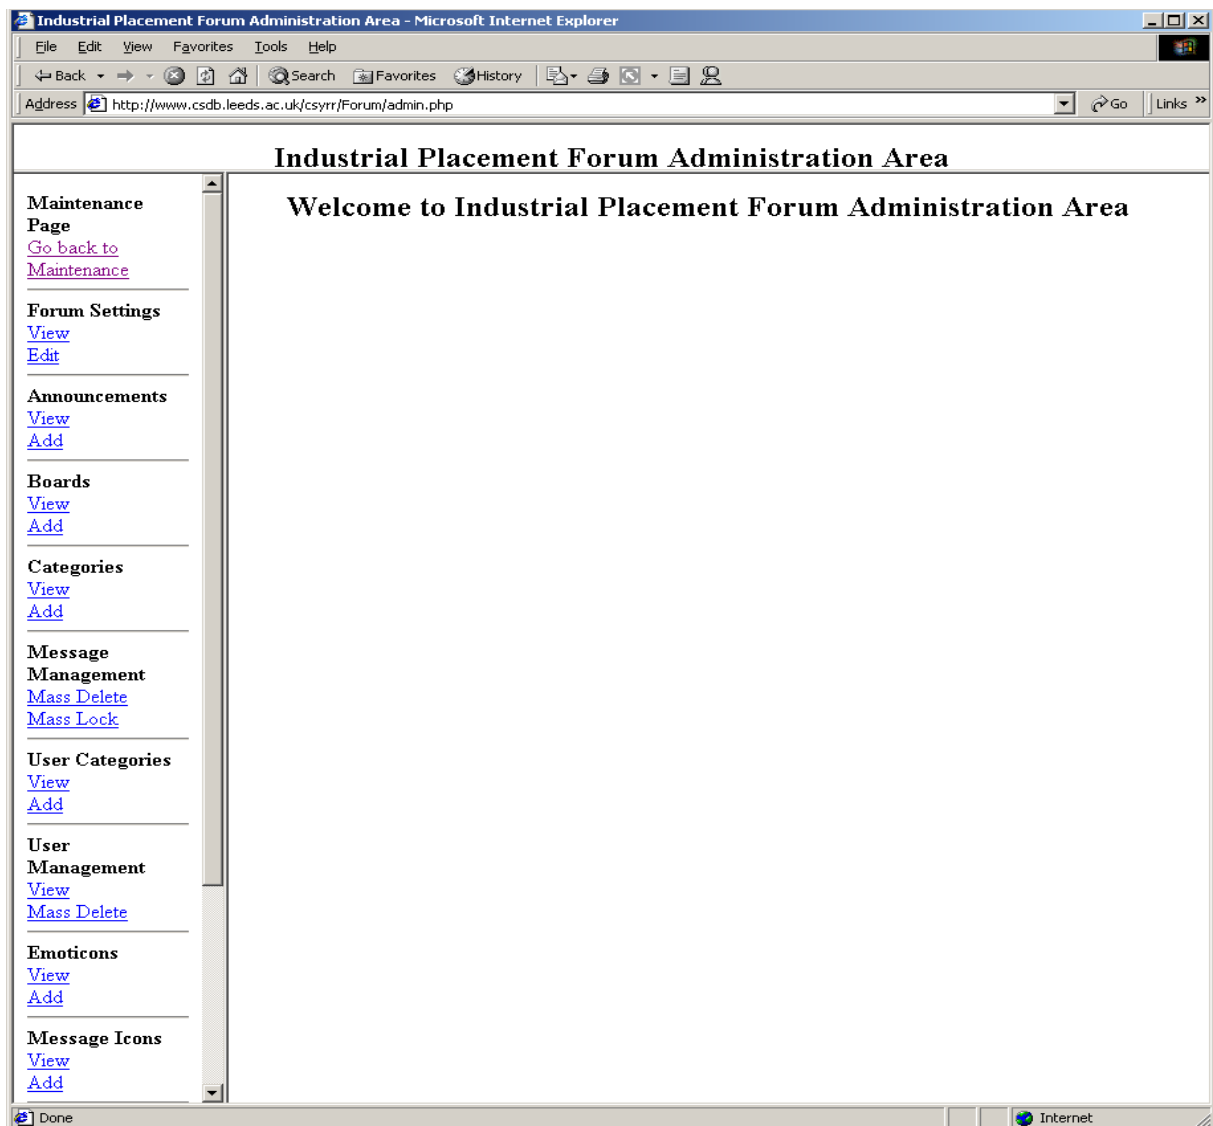 Industrial Placement Forum Administration Area - Microsoft Internet Explorer
File Edit View Favorites Tools Help
Back Search Favorites History
Address http://www.csdb.leeds.ac.uk/csyrr/Forum/admin.php Go Links »
Industrial Placement Forum Administration Area
Maintenance
Page
Go back to
Maintenance
Forum Settings
View
Edit
Announcements
View
Add
Boards
View
Add
Categories
View
Add
Message
Management
Mass Delete
Mass Lock
User Categories
View
Add
User
Management
View
Mass Delete
Emoticons
View
Add
Message Icons
View
Add
Welcome to Industrial Placement Forum Administration Area
Done Internet